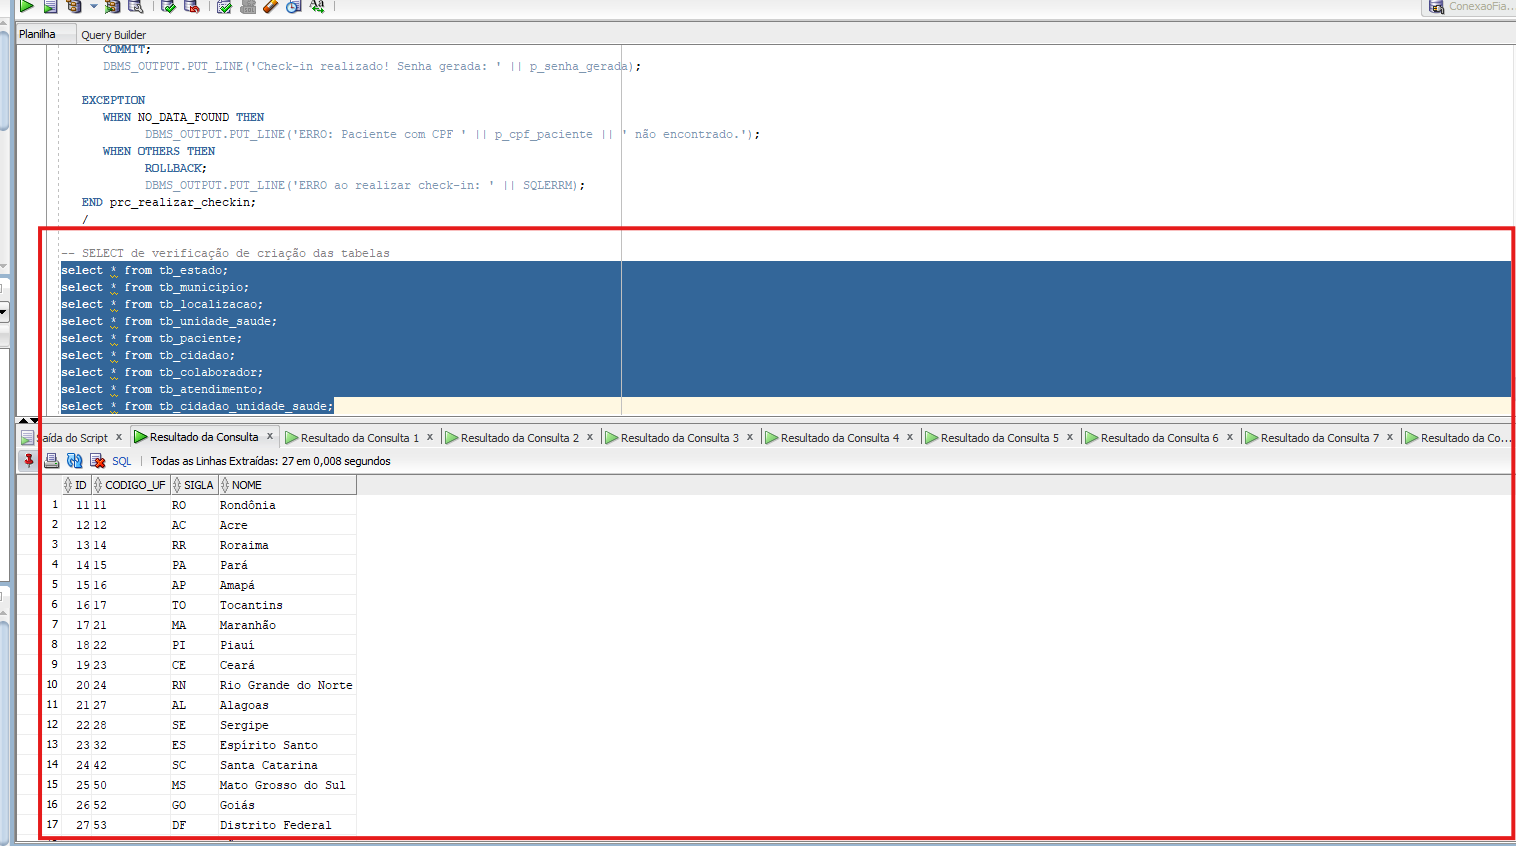 ConexaoFia...
Planilha Query Builder
COMMIT;
DBMS_OUTPUT.PUT_LINE('Check-in realizado! Senha gerada: ' || p_senha_gerada);
EXCEPTION
WHEN NO_DATA_FOUND THEN
DBMS_OUTPUT.PUT_LINE('ERRO: Paciente com CPF ' || p_cpf_paciente || ' não encontrado.');
WHEN OTHERS THEN
ROLLBACK;
DBMS_OUTPUT.PUT_LINE('ERRO ao realizar check-in: ' || SQLERRM);
END prc_realizar_checkin;
/
-- SELECT de verificação de criação das tabelas
select * from tb_estado;
select * from tb_municipio;
select * from tb_localizacao;
select * from tb_unidade_saude;
select * from tb_paciente;
select * from tb_cidadao;
select * from tb_colaborador;
select * from tb_atendimento;
select * from tb_cidadao_unidade_saude;
Saída do Script x Resultado da Consulta x Resultado da Consulta 1 x Resultado da Consulta 2 x Resultado da Consulta 3 x Resultado da Consulta 4 x Resultado da Consulta 5 x Resultado da Consulta 6 x Resultado da Consulta 7 x Resultado da Co...
SQL | Todas as Linhas Extraídas: 27 em 0,008 segundos
ID CODIGO_UF SIGLA NOME
1 11 11 RO Rondônia
2 12 12 AC Acre
3 13 14 RR Roraima
4 14 15 PA Pará
5 15 16 AP Amapá
6 16 17 TO Tocantins
7 17 21 MA Maranhão
8 18 22 PI Piauí
9 19 23 CE Ceará
10 20 24 RN Rio Grande do Norte
11 21 27 AL Alagoas
12 22 28 SE Sergipe
13 23 32 ES Espírito Santo
14 24 42 SC Santa Catarina
15 25 50 MS Mato Grosso do Sul
16 26 52 GO Goiás
17 27 53 DF Distrito Federal